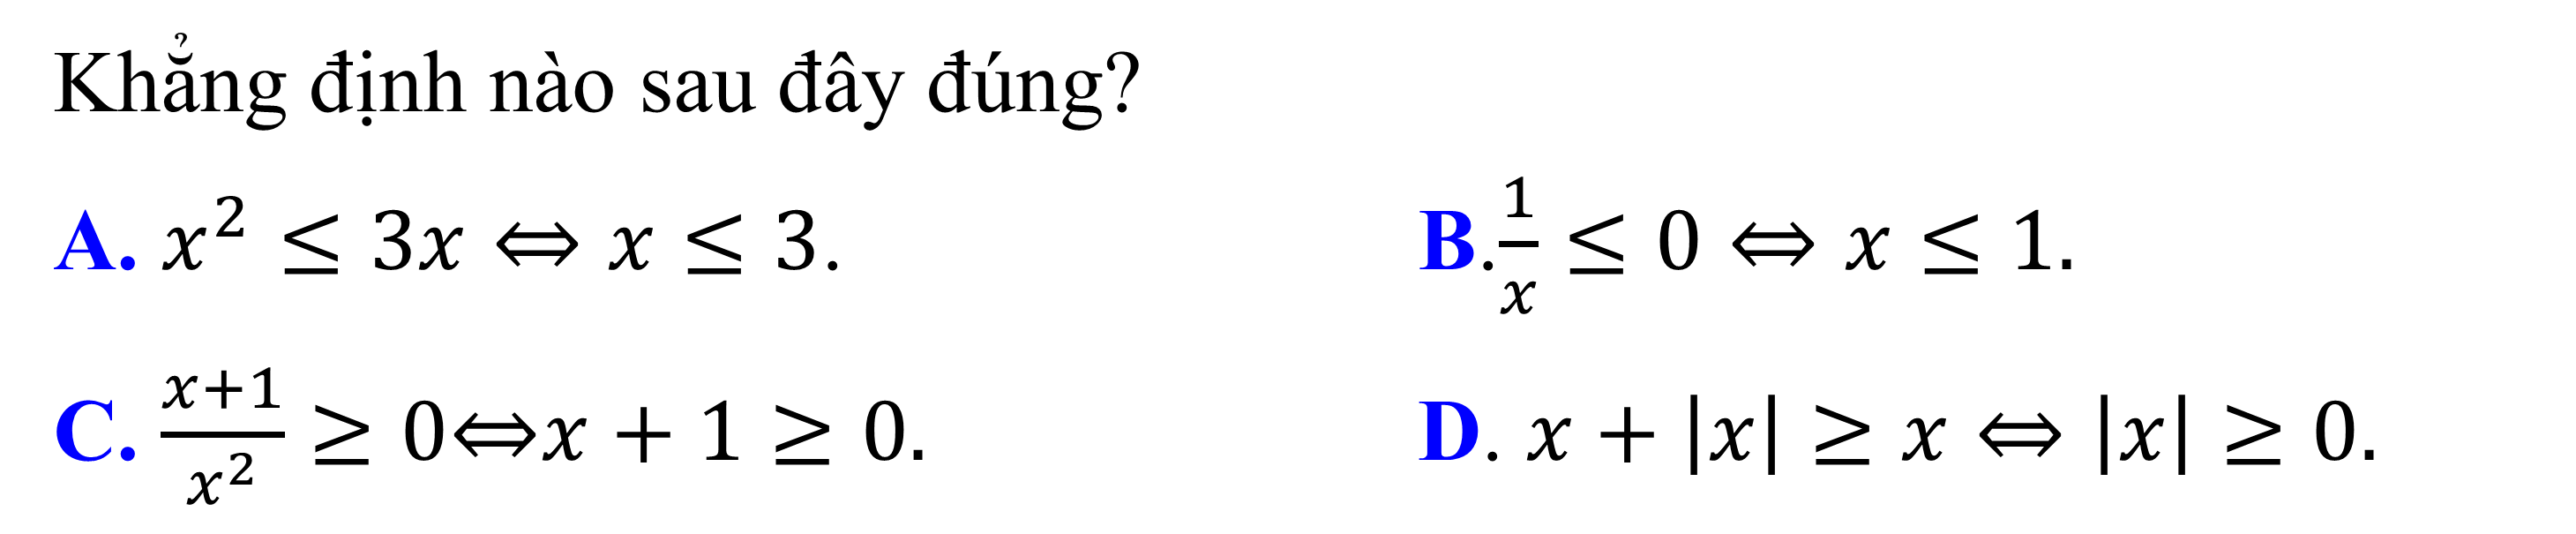 Khẳng định nào sau đây đúng?
A. x² ≤ 3x ⇔ x ≤ 3. B. 1/x ≤ 0 ⇔ x ≤ 1.
C. (x+1)/x² ≥ 0 ⇔ x + 1 ≥ 0. D. x + |x| ≥ x ⇔ |x| ≥ 0.